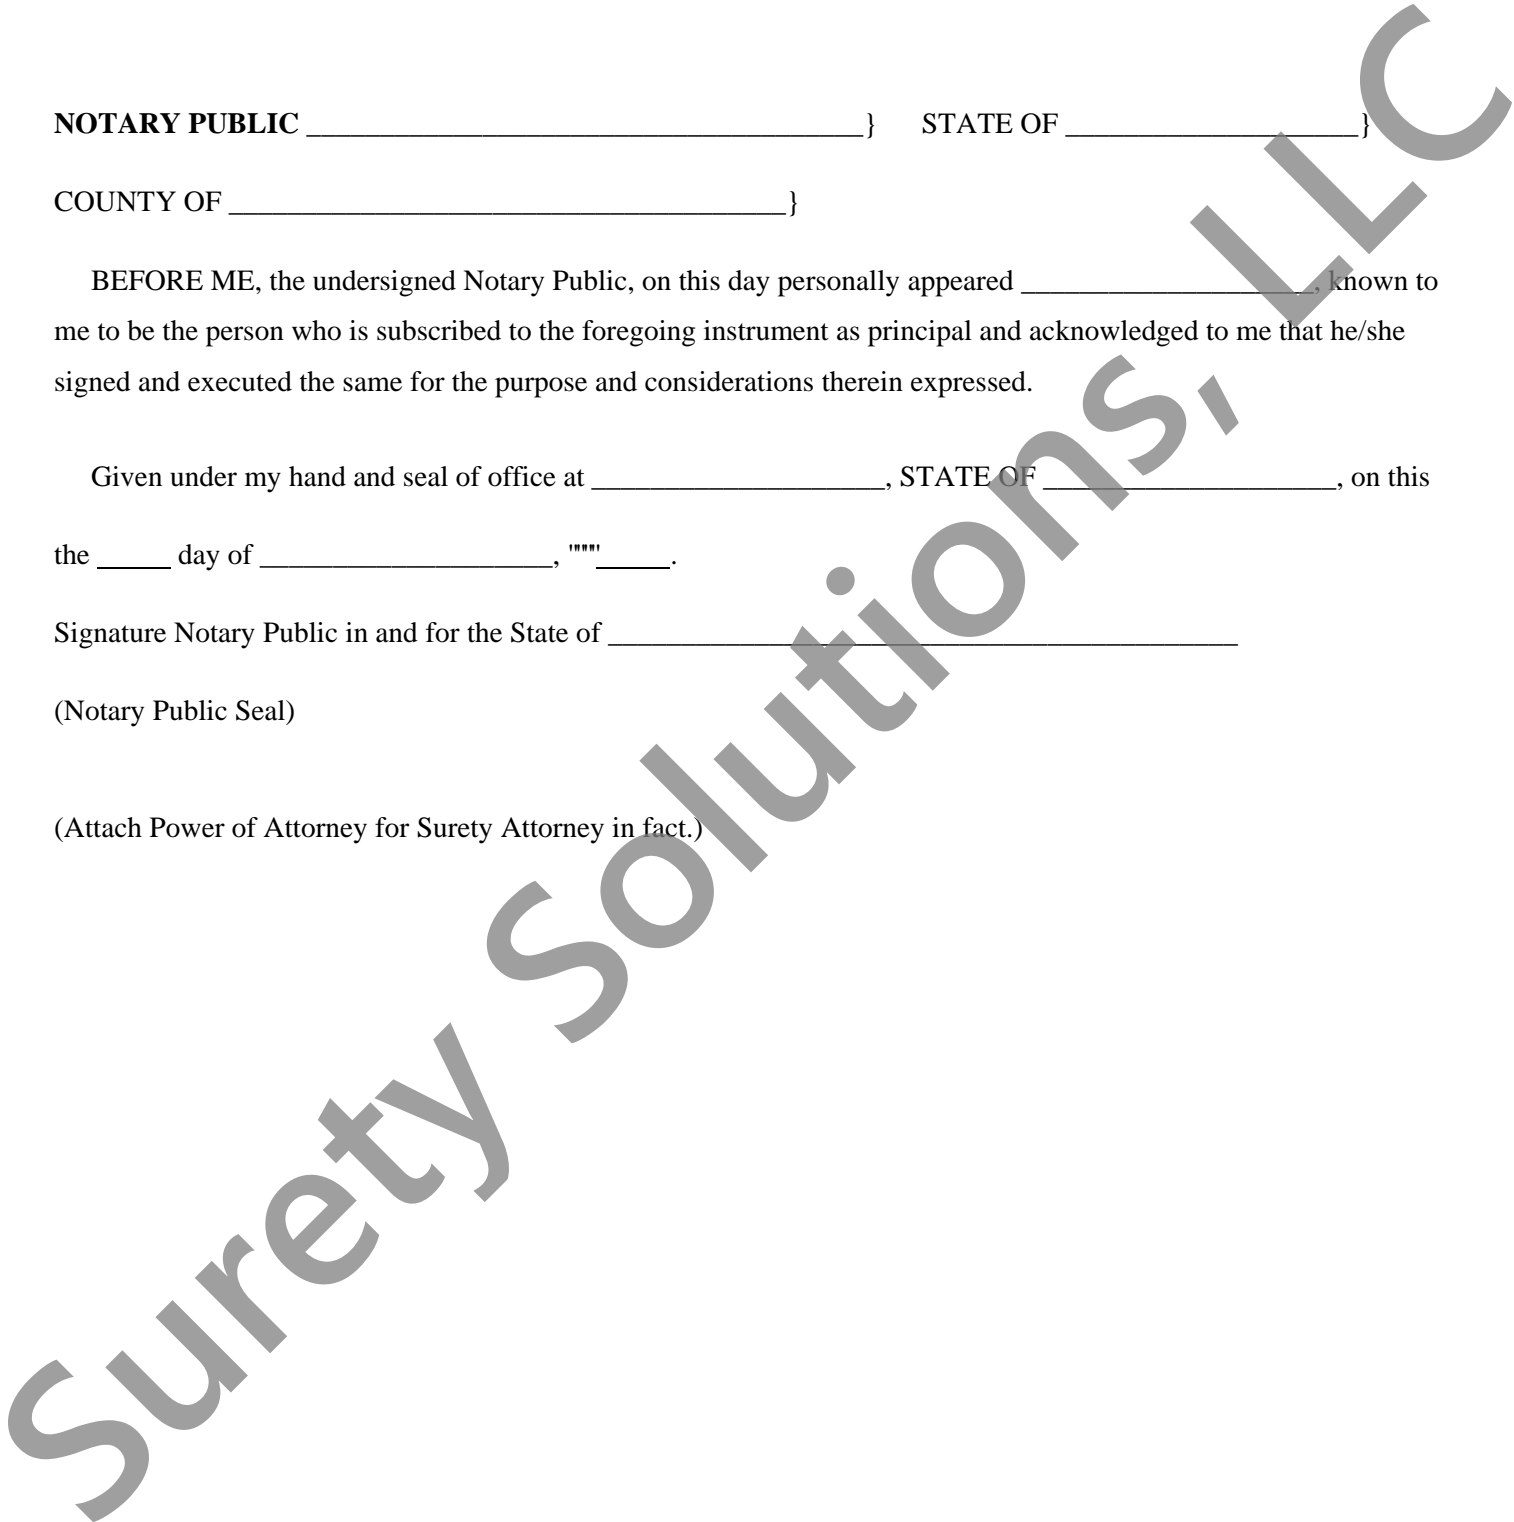 NOTARY PUBLIC ______________________________________} STATE OF ____________________}
COUNTY OF ______________________________________}
BEFORE ME, the undersigned Notary Public, on this day personally appeared ____________________, known to
me to be the person who is subscribed to the foregoing instrument as principal and acknowledged to me that he/she
signed and executed the same for the purpose and considerations therein expressed.
Given under my hand and seal of office at ____________________, STATE OF ____________________, on this
the _____ day of ____________________, '""""'_____.
Signature Notary Public in and for the State of ___________________________________________
(Notary Public Seal)
(Attach Power of Attorney for Surety Attorney in fact.)
Surety Solutions, LLC